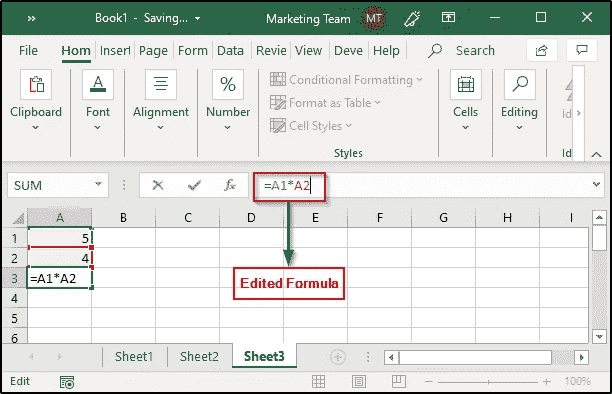 » Book1 - Saving... Marketing Team MT
Hom Insert Page Form Data Revie View Deve Help Search
Conditional Formatting
Format as Table
Cell Styles
Clipboard Font Alignment Number Cells Editing Id
Styles
SUM fx =A1*A2
A B C D E F G H I
1 5
2 4
Edited Formula
3 =A1*A2
4
5
6
Sheet1 Sheet2 Sheet3
Edit 100%